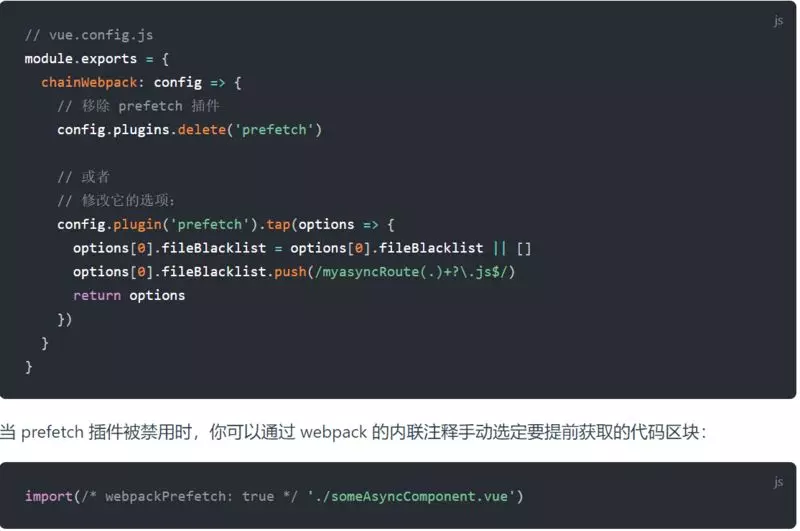 js
// vue.config.js
module.exports = {
  chainWebpack: config => {
    // 移除 prefetch 插件
    config.plugins.delete('prefetch')
    // 或者
    // 修改它的选项:
    config.plugin('prefetch').tap(options => {
      options[0].fileBlacklist = options[0].fileBlacklist || []
      options[0].fileBlacklist.push(/myasyncRoute(.)+?\.js$/)
      return options
    })
  }
}
当 prefetch 插件被禁用时，你可以通过 webpack 的内联注释手动选定要提前获取的代码区块：
js
import(/* webpackPrefetch: true */ './someAsyncComponent.vue')